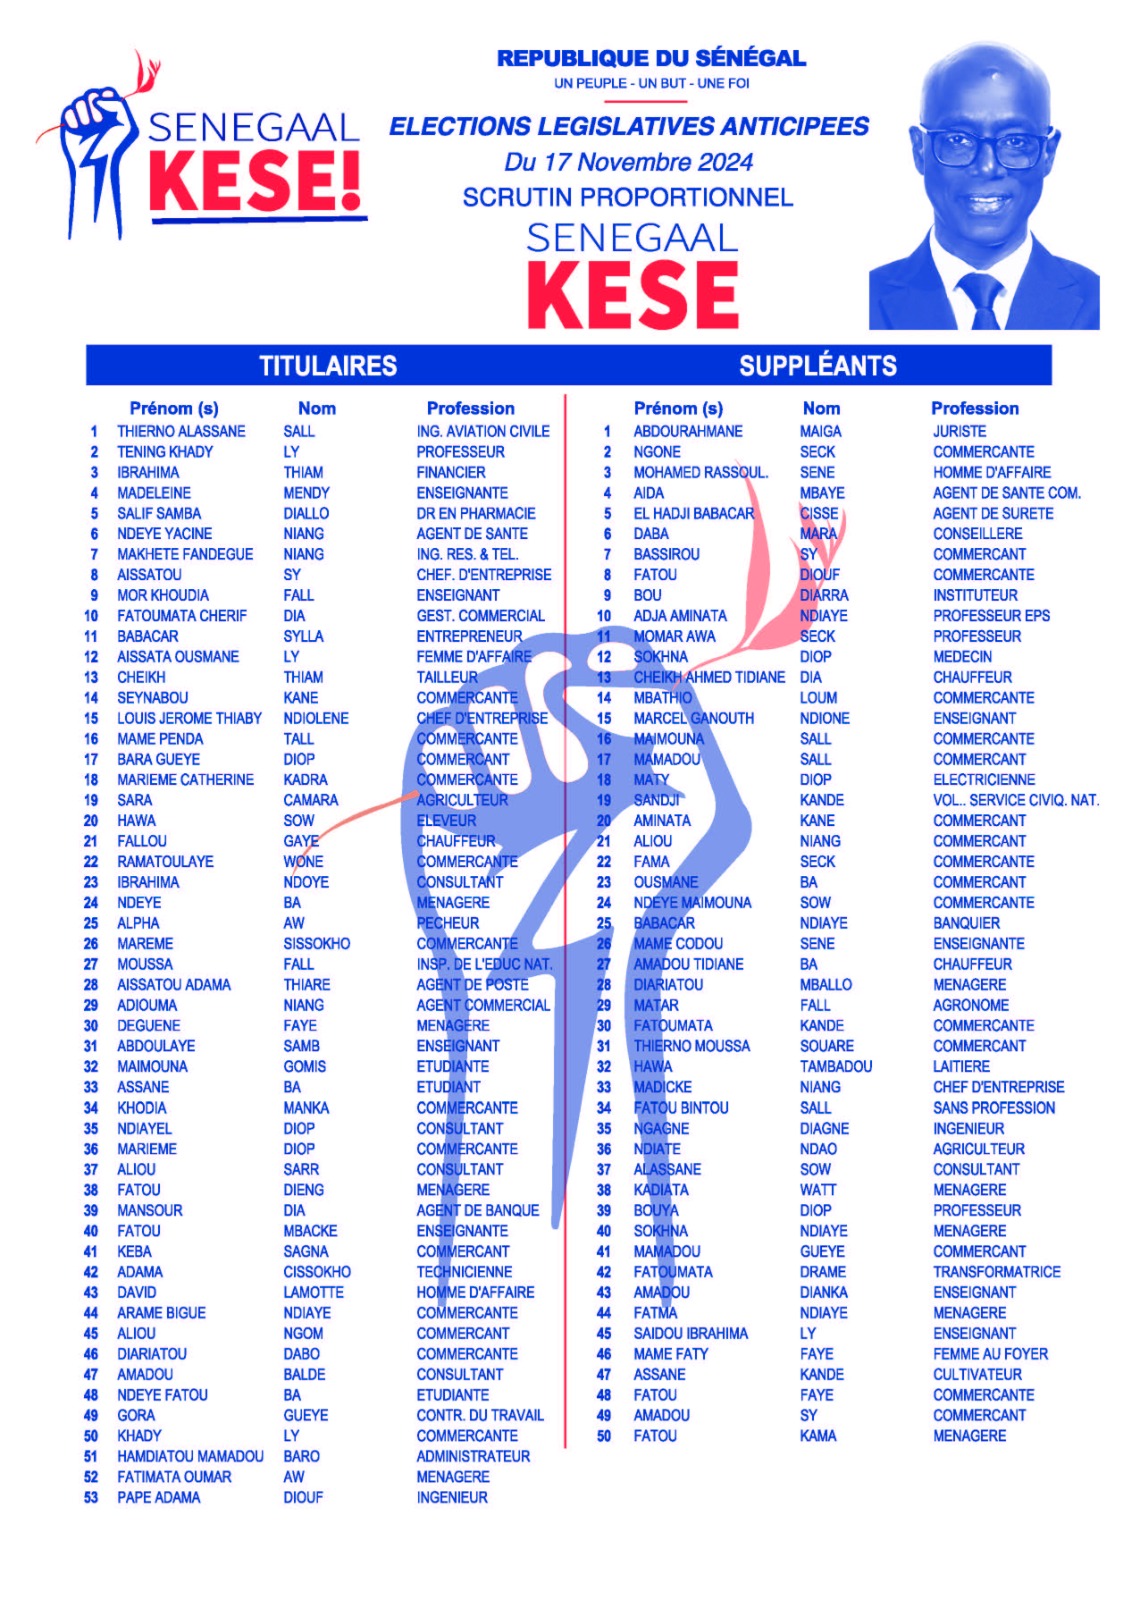 SENEGAAL
KESE!
REPUBLIQUE DU SÉNÉGAL
UN PEUPLE - UN BUT - UNE FOI
ELECTIONS LEGISLATIVES ANTICIPEES
Du 17 Novembre 2024
SCRUTIN PROPORTIONNEL
SENEGAAL
KESE
TITULAIRES
Prénom (s) Nom Profession
1 THIERNO ALASSANE SALL ING. AVIATION CIVILE
2 TENING KHADY LY PROFESSEUR
3 IBRAHIMA THIAM FINANCIER
4 MADELEINE MENDY ENSEIGNANTE
5 SALIF SAMBA DIALLO DR EN PHARMACIE
6 NDEYE YACINE NIANG AGENT DE SANTE
7 MAKHETE FANDEGUE NIANG ING. RES. & TEL.
8 AISSATOU SY CHEF. D'ENTREPRISE
9 MOR KHOUDIA FALL ENSEIGNANT
10 FATOUMATA CHERIF DIA GEST. COMMERCIAL
11 BABACAR SYLLA ENTREPRENEUR
12 AISSATA OUSMANE LY FEMME D'AFFAIRE
13 CHEIKH THIAM TAILLEUR
14 SEYNABOU KANE COMMERCANTE
15 LOUIS JEROME THIABY NDIOLENE CHEF D'ENTREPRISE
16 MAME PENDA TALL COMMERCANTE
17 BARA GUEYE DIOP COMMERCANT
18 MARIEME CATHERINE KADRA COMMERCANTE
19 SARA CAMARA AGRICULTEUR
20 HAWA SOW ELEVEUR
21 FALLOU GAYE CHAUFFEUR
22 RAMATOULAYE WONE COMMERCANTE
23 IBRAHIMA NDOYE CONSULTANT
24 NDEYE BA MENAGERE
25 ALPHA AW PECHEUR
26 MAREME SISSOKHO COMMERCANTE
27 MOUSSA FALL INSP. DE L'EDUC NAT.
28 AISSATOU ADAMA THIARE AGENT DE POSTE
29 ADIOUMA NIANG AGENT COMMERCIAL
30 DEGUENE FAYE MENAGERE
31 ABDOULAYE SAMB ENSEIGNANT
32 MAIMOUNA GOMIS ETUDIANTE
33 ASSANE BA ETUDIANT
34 KHODIA MANKA COMMERCANTE
35 NDIAYEL DIOP CONSULTANT
36 MARIEME DIOP COMMERCANTE
37 ALIOU SARR CONSULTANT
38 FATOU DIENG MENAGERE
39 MANSOUR DIA AGENT DE BANQUE
40 FATOU MBACKE ENSEIGNANTE
41 KEBA SAGNA COMMERCANT
42 ADAMA CISSOKHO TECHNICIENNE
43 DAVID LAMOTTE HOMME D'AFFAIRE
44 ARAME BIGUE NDIAYE COMMERCANTE
45 ALIOU NGOM COMMERCANT
46 DIARIATOU DABO COMMERCANTE
47 AMADOU BALDE CONSULTANT
48 NDEYE FATOU BA ETUDIANTE
49 GORA GUEYE CONTR. DU TRAVAIL
50 KHADY LY COMMERCANTE
51 HAMDIATOU MAMADOU BARO ADMINISTRATEUR
52 FATIMATA OUMAR AW MENAGERE
53 PAPE ADAMA DIOUF INGENIEUR
SUPPLÉANTS
Prénom (s) Nom Profession
1 ABDOURAHMANE MAIGA JURISTE
2 NGONE SECK COMMERCANTE
3 MOHAMED RASSOUL. SENE HOMME D'AFFAIRE
4 AIDA MBAYE AGENT DE SANTE COM.
5 EL HADJI BABACAR CISSE AGENT DE SURETE
6 DABA MARA CONSEILLERE
7 BASSIROU SY COMMERCANT
8 FATOU DIOUF COMMERCANTE
9 BOU DIARRA INSTITUTEUR
10 ADJA AMINATA NDIAYE PROFESSEUR EPS
11 MOMAR AWA SECK PROFESSEUR
12 SOKHNA DIOP MEDECIN
13 CHEIKH AHMED TIDIANE DIA CHAUFFEUR
14 MBATHIO LOUM COMMERCANTE
15 MARCEL GANOUTH NDIONE ENSEIGNANT
16 MAIMOUNA SALL COMMERCANTE
17 MAMADOU SALL COMMERCANT
18 MATY DIOP ELECTRICIENNE
19 SANDJI KANDE VOL.. SERVICE CIVIQ. NAT.
20 AMINATA KANE COMMERCANT
21 ALIOU NIANG COMMERCANT
22 FAMA SECK COMMERCANTE
23 OUSMANE BA COMMERCANT
24 NDEYE MAIMOUNA SOW COMMERCANTE
25 BABACAR NDIAYE BANQUIER
26 MAME CODOU SENE ENSEIGNANTE
27 AMADOU TIDIANE BA CHAUFFEUR
28 DIARIATOU MBALLO MENAGERE
29 MATAR FALL AGRONOME
30 FATOUMATA KANDE COMMERCANTE
31 THIERNO MOUSSA SOUARE COMMERCANT
32 HAWA TAMBADOU LAITIERE
33 MADICKE NIANG CHEF D'ENTREPRISE
34 FATOU BINTOU SALL SANS PROFESSION
35 NGAGNE DIAGNE INGENIEUR
36 NDIATE NDAO AGRICULTEUR
37 ALASSANE SOW CONSULTANT
38 KADIATA WATT MENAGERE
39 BOUYA DIOP PROFESSEUR
40 SOKHNA NDIAYE MENAGERE
41 MAMADOU GUEYE COMMERCANT
42 FATOUMATA DRAME TRANSFORMATRICE
43 AMADOU DIANKA ENSEIGNANT
44 FATMA NDIAYE MENAGERE
45 SAIDOU IBRAHIMA LY ENSEIGNANT
46 MAME FATY FAYE FEMME AU FOYER
47 ASSANE KANDE CULTIVATEUR
48 FATOU FAYE COMMERCANTE
49 AMADOU SY COMMERCANT
50 FATOU KAMA MENAGERE